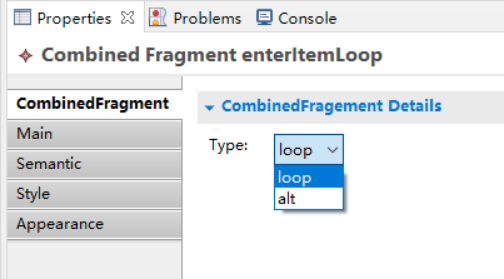 Properties Problems Console
Combined Fragment enterItemLoop
CombinedFragment
Main
Semantic
Style
Appearance
CombinedFragement Details
Type: loop
loop
alt